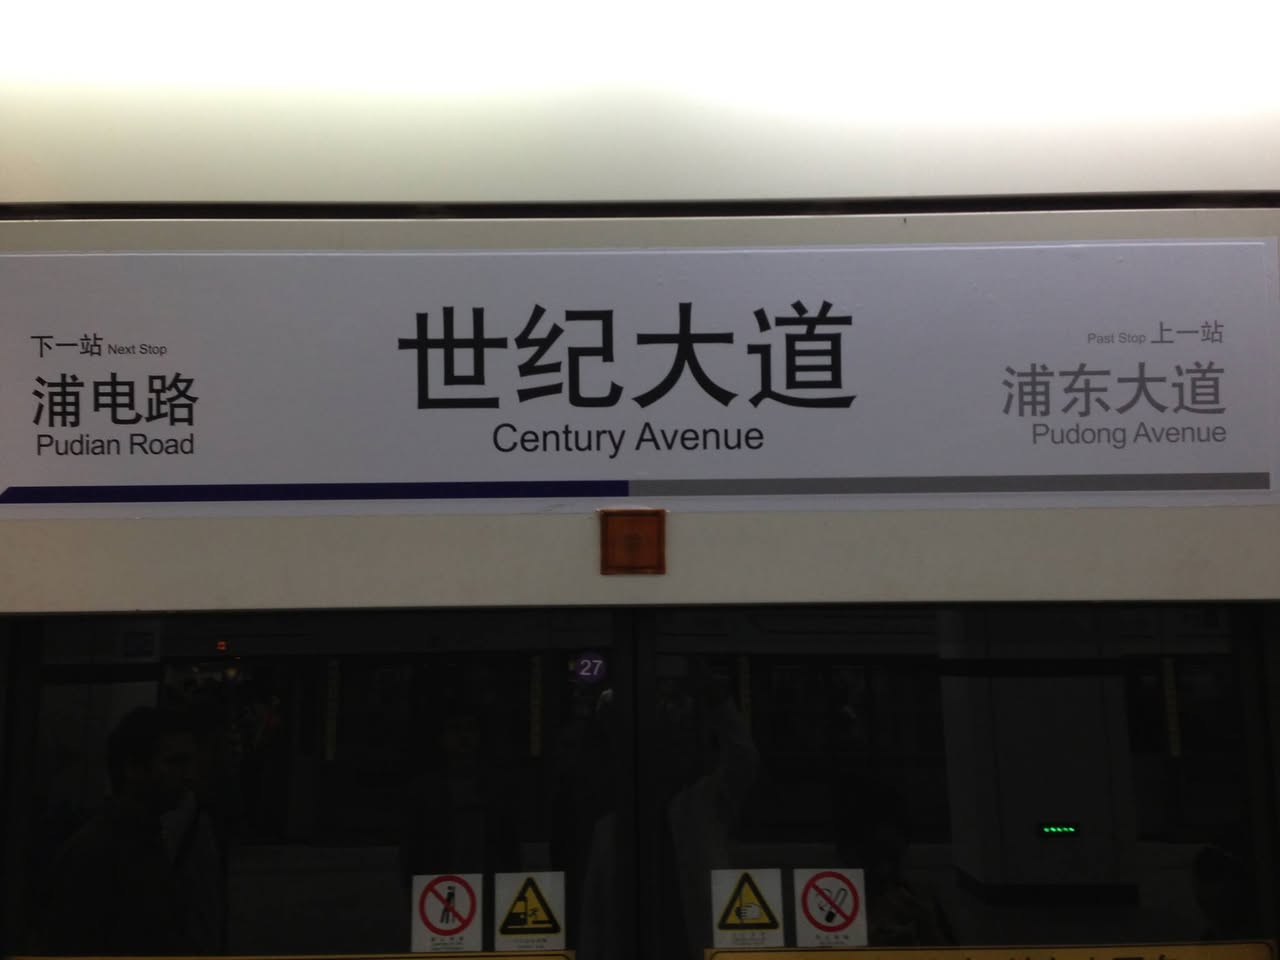 下一站 Next Stop
浦电路
Pudian Road
世纪大道
Century Avenue
Past Stop 上一站
浦东大道
Pudong Avenue
27